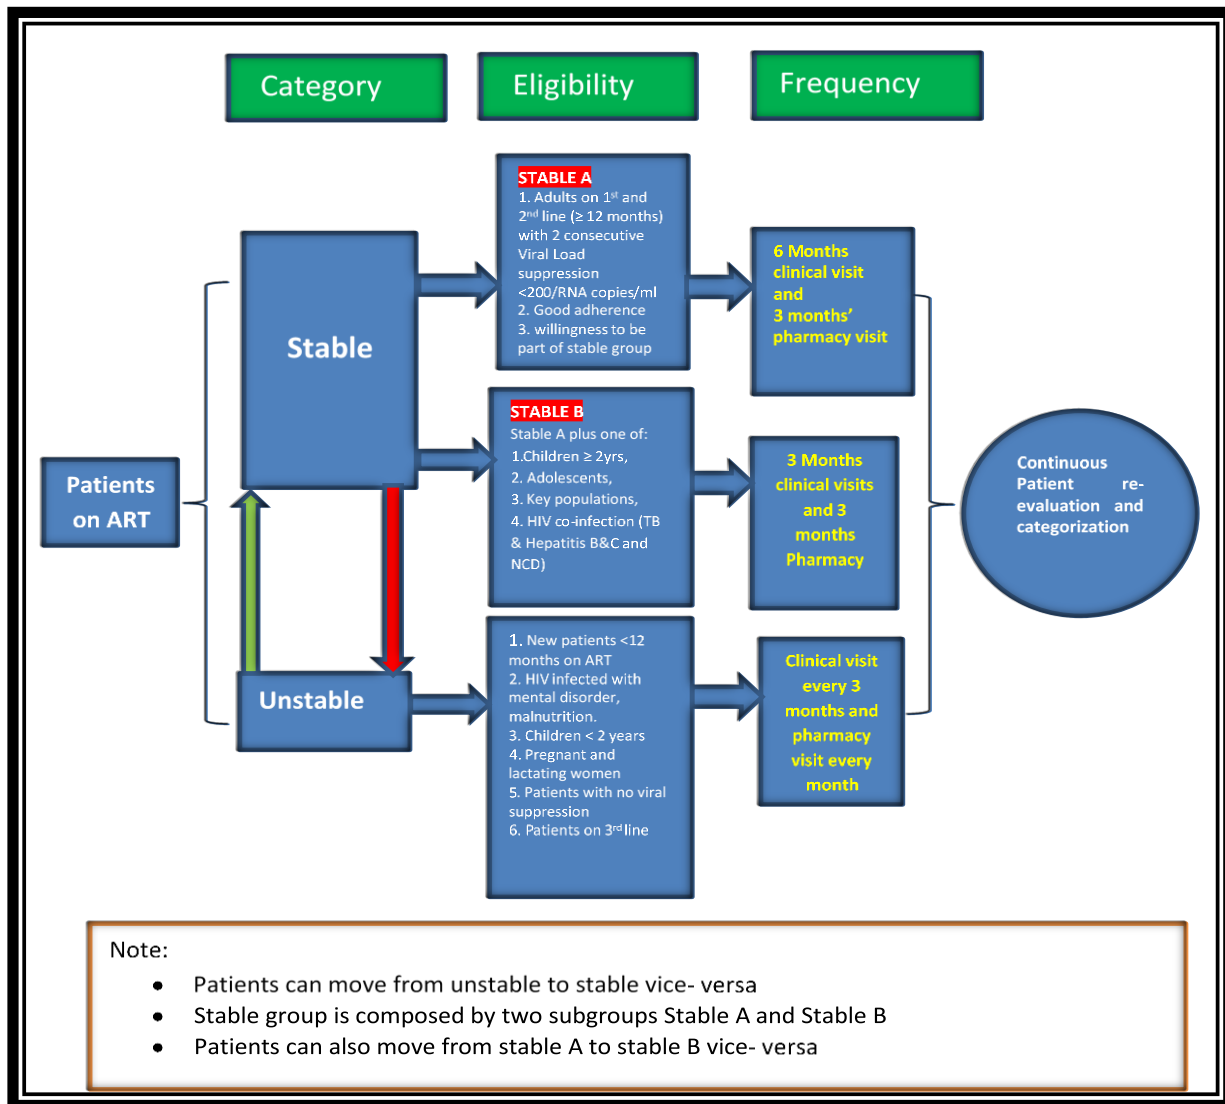 Category
Eligibility
Frequency
Patients
on ART
Stable
Unstable
STABLE A
1. Adults on 1st and
2nd line (≥ 12 months)
with 2 consecutive
Viral Load
suppression
<200/RNA copies/ml
2. Good adherence
3. willingness to be
part of stable group
STABLE B
Stable A plus one of:
1.Children ≥ 2yrs,
2. Adolescents,
3. Key populations,
4. HIV co-infection (TB
& Hepatitis B&C and
NCD)
1. New patients <12
months on ART
2. HIV infected with
mental disorder,
malnutrition.
3. Children < 2 years
4. Pregnant and
lactating women
5. Patients with no viral
suppression
6. Patients on 3rd line
6 Months
clinical visit
and
3 months’
pharmacy visit
3 Months
clinical visits
and 3
months
Pharmacy
Clinical visit
every 3
months and
pharmacy
visit every
month
Continuous
Patient re-
evaluation and
categorization
Note:
• Patients can move from unstable to stable vice- versa
• Stable group is composed by two subgroups Stable A and Stable B
• Patients can also move from stable A to stable B vice- versa